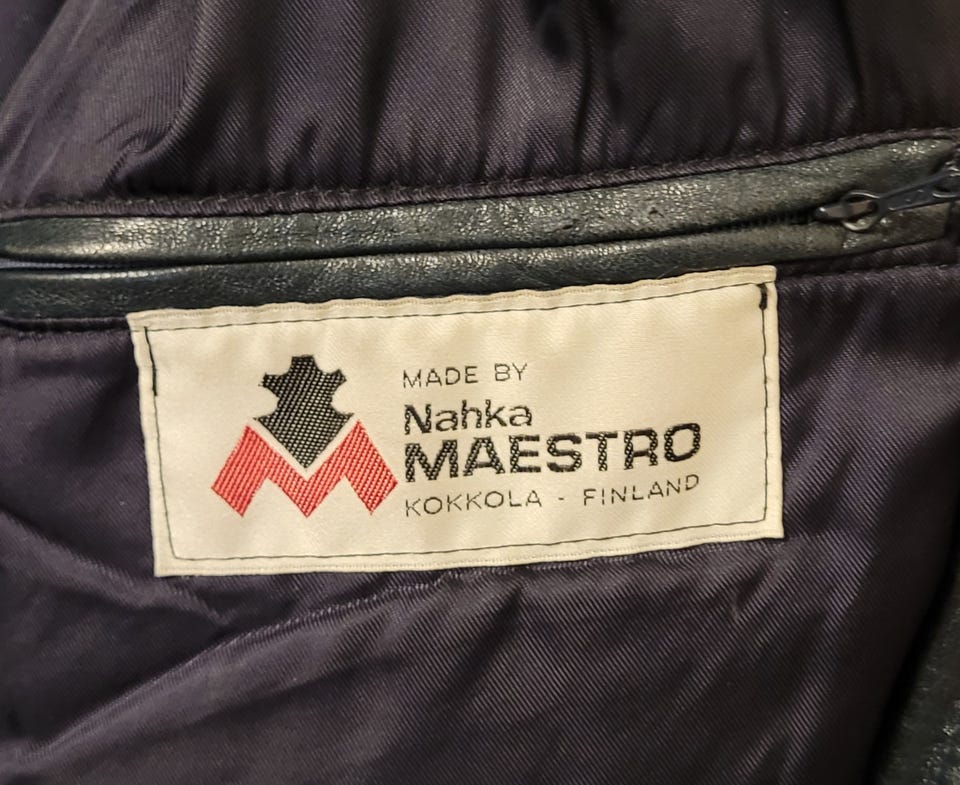 MADE BY
Nahka
MAESTRO
KOKKOLA - FINLAND